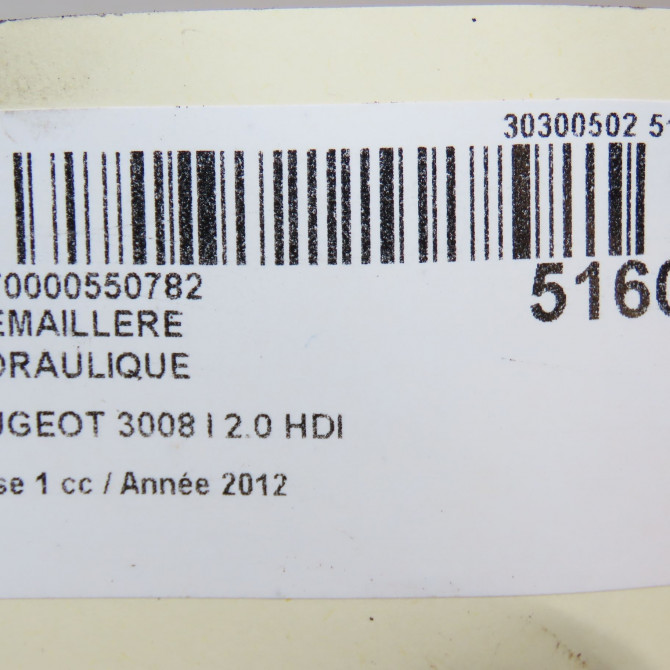 30300502 51
70000550782
5160
EMAILLERE
DRAULIQUE
UGEOT 3008 I 2.0 HDI
se 1 cc / Année 2012